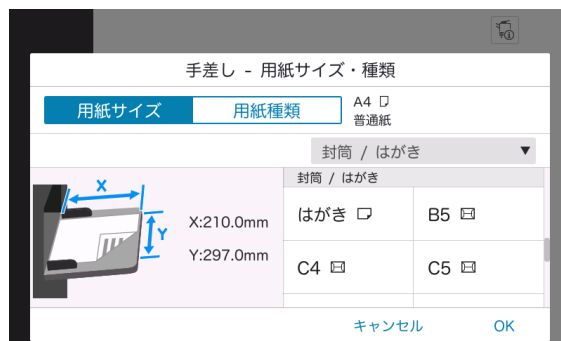 手差し - 用紙サイズ・種類
用紙サイズ
用紙種類
A4
普通紙
封筒 / はがき
封筒 / はがき
X
Y
X:210.0mm
Y:297.0mm
はがき
B5
C4
C5
キャンセル
OK